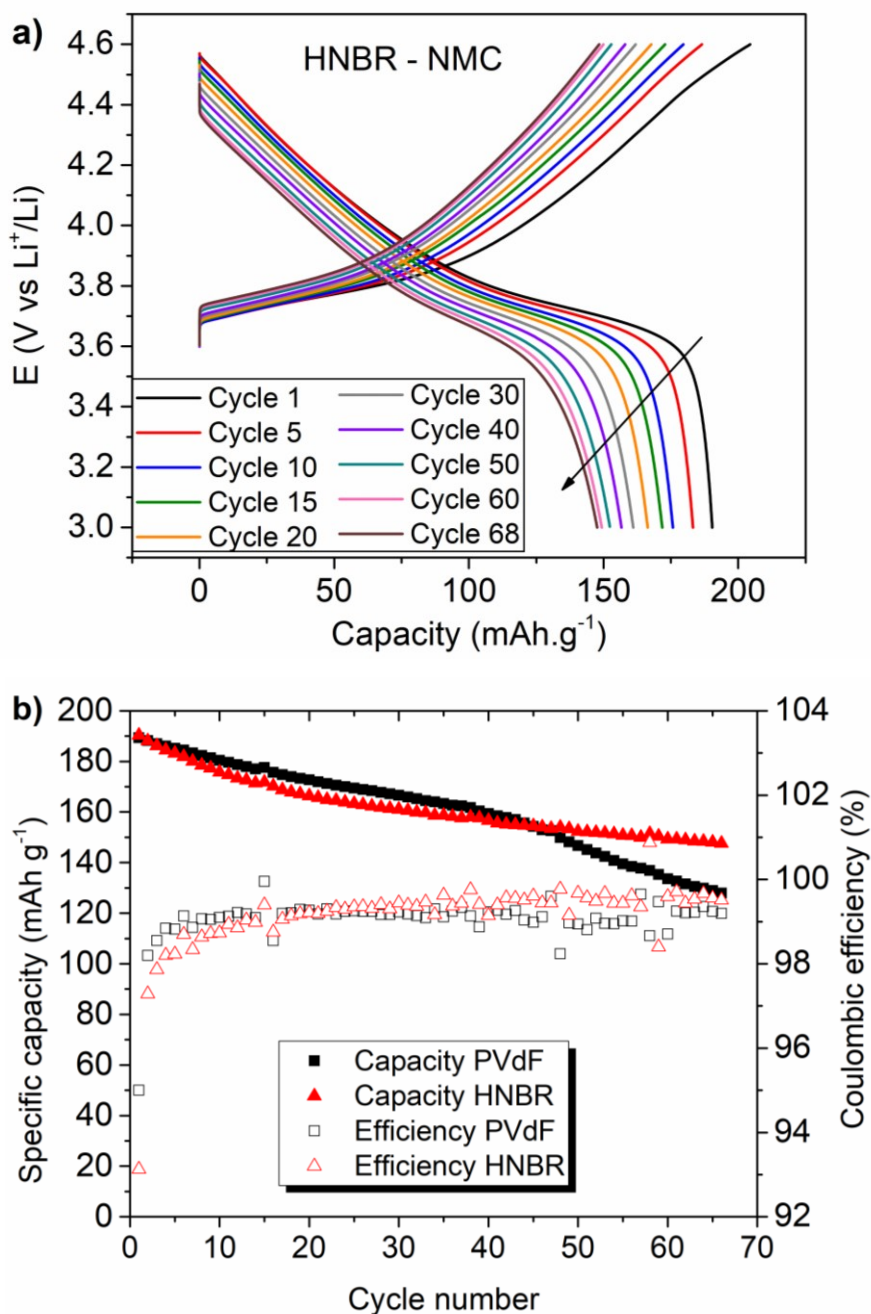 a)
HNBR - NMC
4.6
4.4
4.2
4.0
3.8
3.6
3.4
3.2
3.0
E (V vs Li⁺/Li)
Cycle 1
Cycle 5
Cycle 10
Cycle 15
Cycle 20
Cycle 30
Cycle 40
Cycle 50
Cycle 60
Cycle 68
0 50 100 150 200
Capacity (mAh.g⁻¹)
b)
200
180
160
140
120
100
80
60
40
20
0
Specific capacity (mAh g⁻¹)
104
102
100
98
96
94
92
Coulombic efficiency (%)
Capacity PVdF
Capacity HNBR
Efficiency PVdF
Efficiency HNBR
0 10 20 30 40 50 60 70
Cycle number